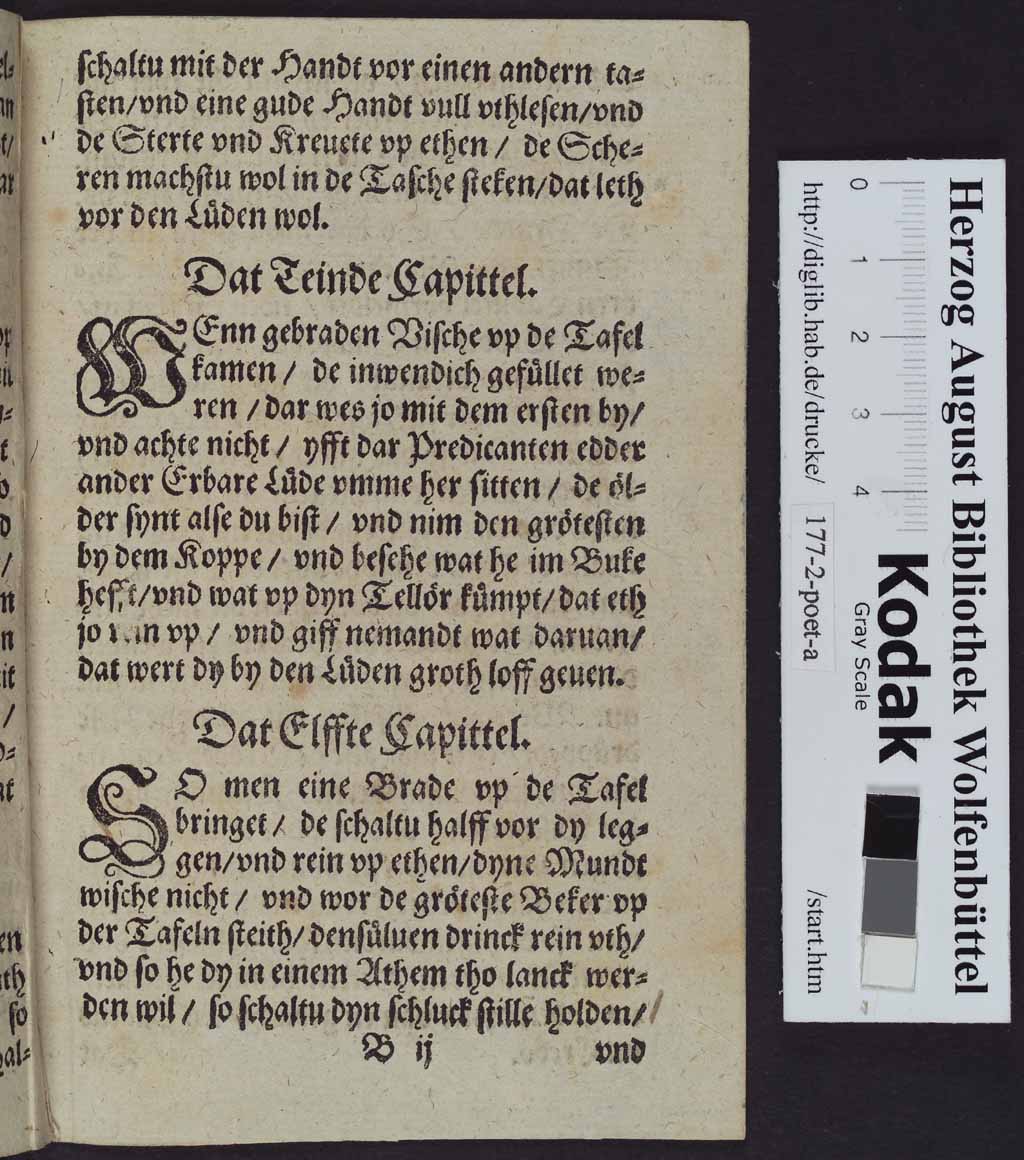 schaltu mit der Handt vor einen andern ta⸗
sten/vnd eine gude Handt vull vthlesen/vnd
de Sterte vnd Kreuete vp ethen / de Sche⸗
ren machstu wol in de Tasche steken/dat leth
vor den Lüden wol.
Dat Teinde Capittel.
WEnn gebraden Vische vp de Tafel
kamen / de inwendich gefüllet we⸗
ren / dar wes jo mit dem ersten by/
vnd achte nicht / yfft dar Predicanten edder
ander Erbare Lüde vmme her sitten / de öl⸗
der synt alse du bist / vnd nim den grötesten
by dem Koppe / vnd besehe wat he im Buke
hefft/vnd wat vp dyn Tellör kümpt/dat eth
jo rein vp / vnd giff nemandt wat daruan/
dat wert dy by den Lüden groth loff geuen.
Dat Elffte Capittel.
SO men eine Brade vp de Tafel
bringet / de schaltu halff vor dy leg⸗
gen/vnd rein vp ethen/dyne Mundt
wische nicht / vnd wor de gröteste Beker vp
der Tafeln steith/ densüluen drinck rein vth/
vnd so he dy in einem Athem tho lanck wer⸗
den wil / so schaltu dyn schluck stille holden/
B ij vnd
Herzog August Bibliothek Wolfenbüttel
Kodak
Gray Scale
0 1 2 3 4
http://diglib.hab.de/drucke/ 177-2-poet-a /start.htm